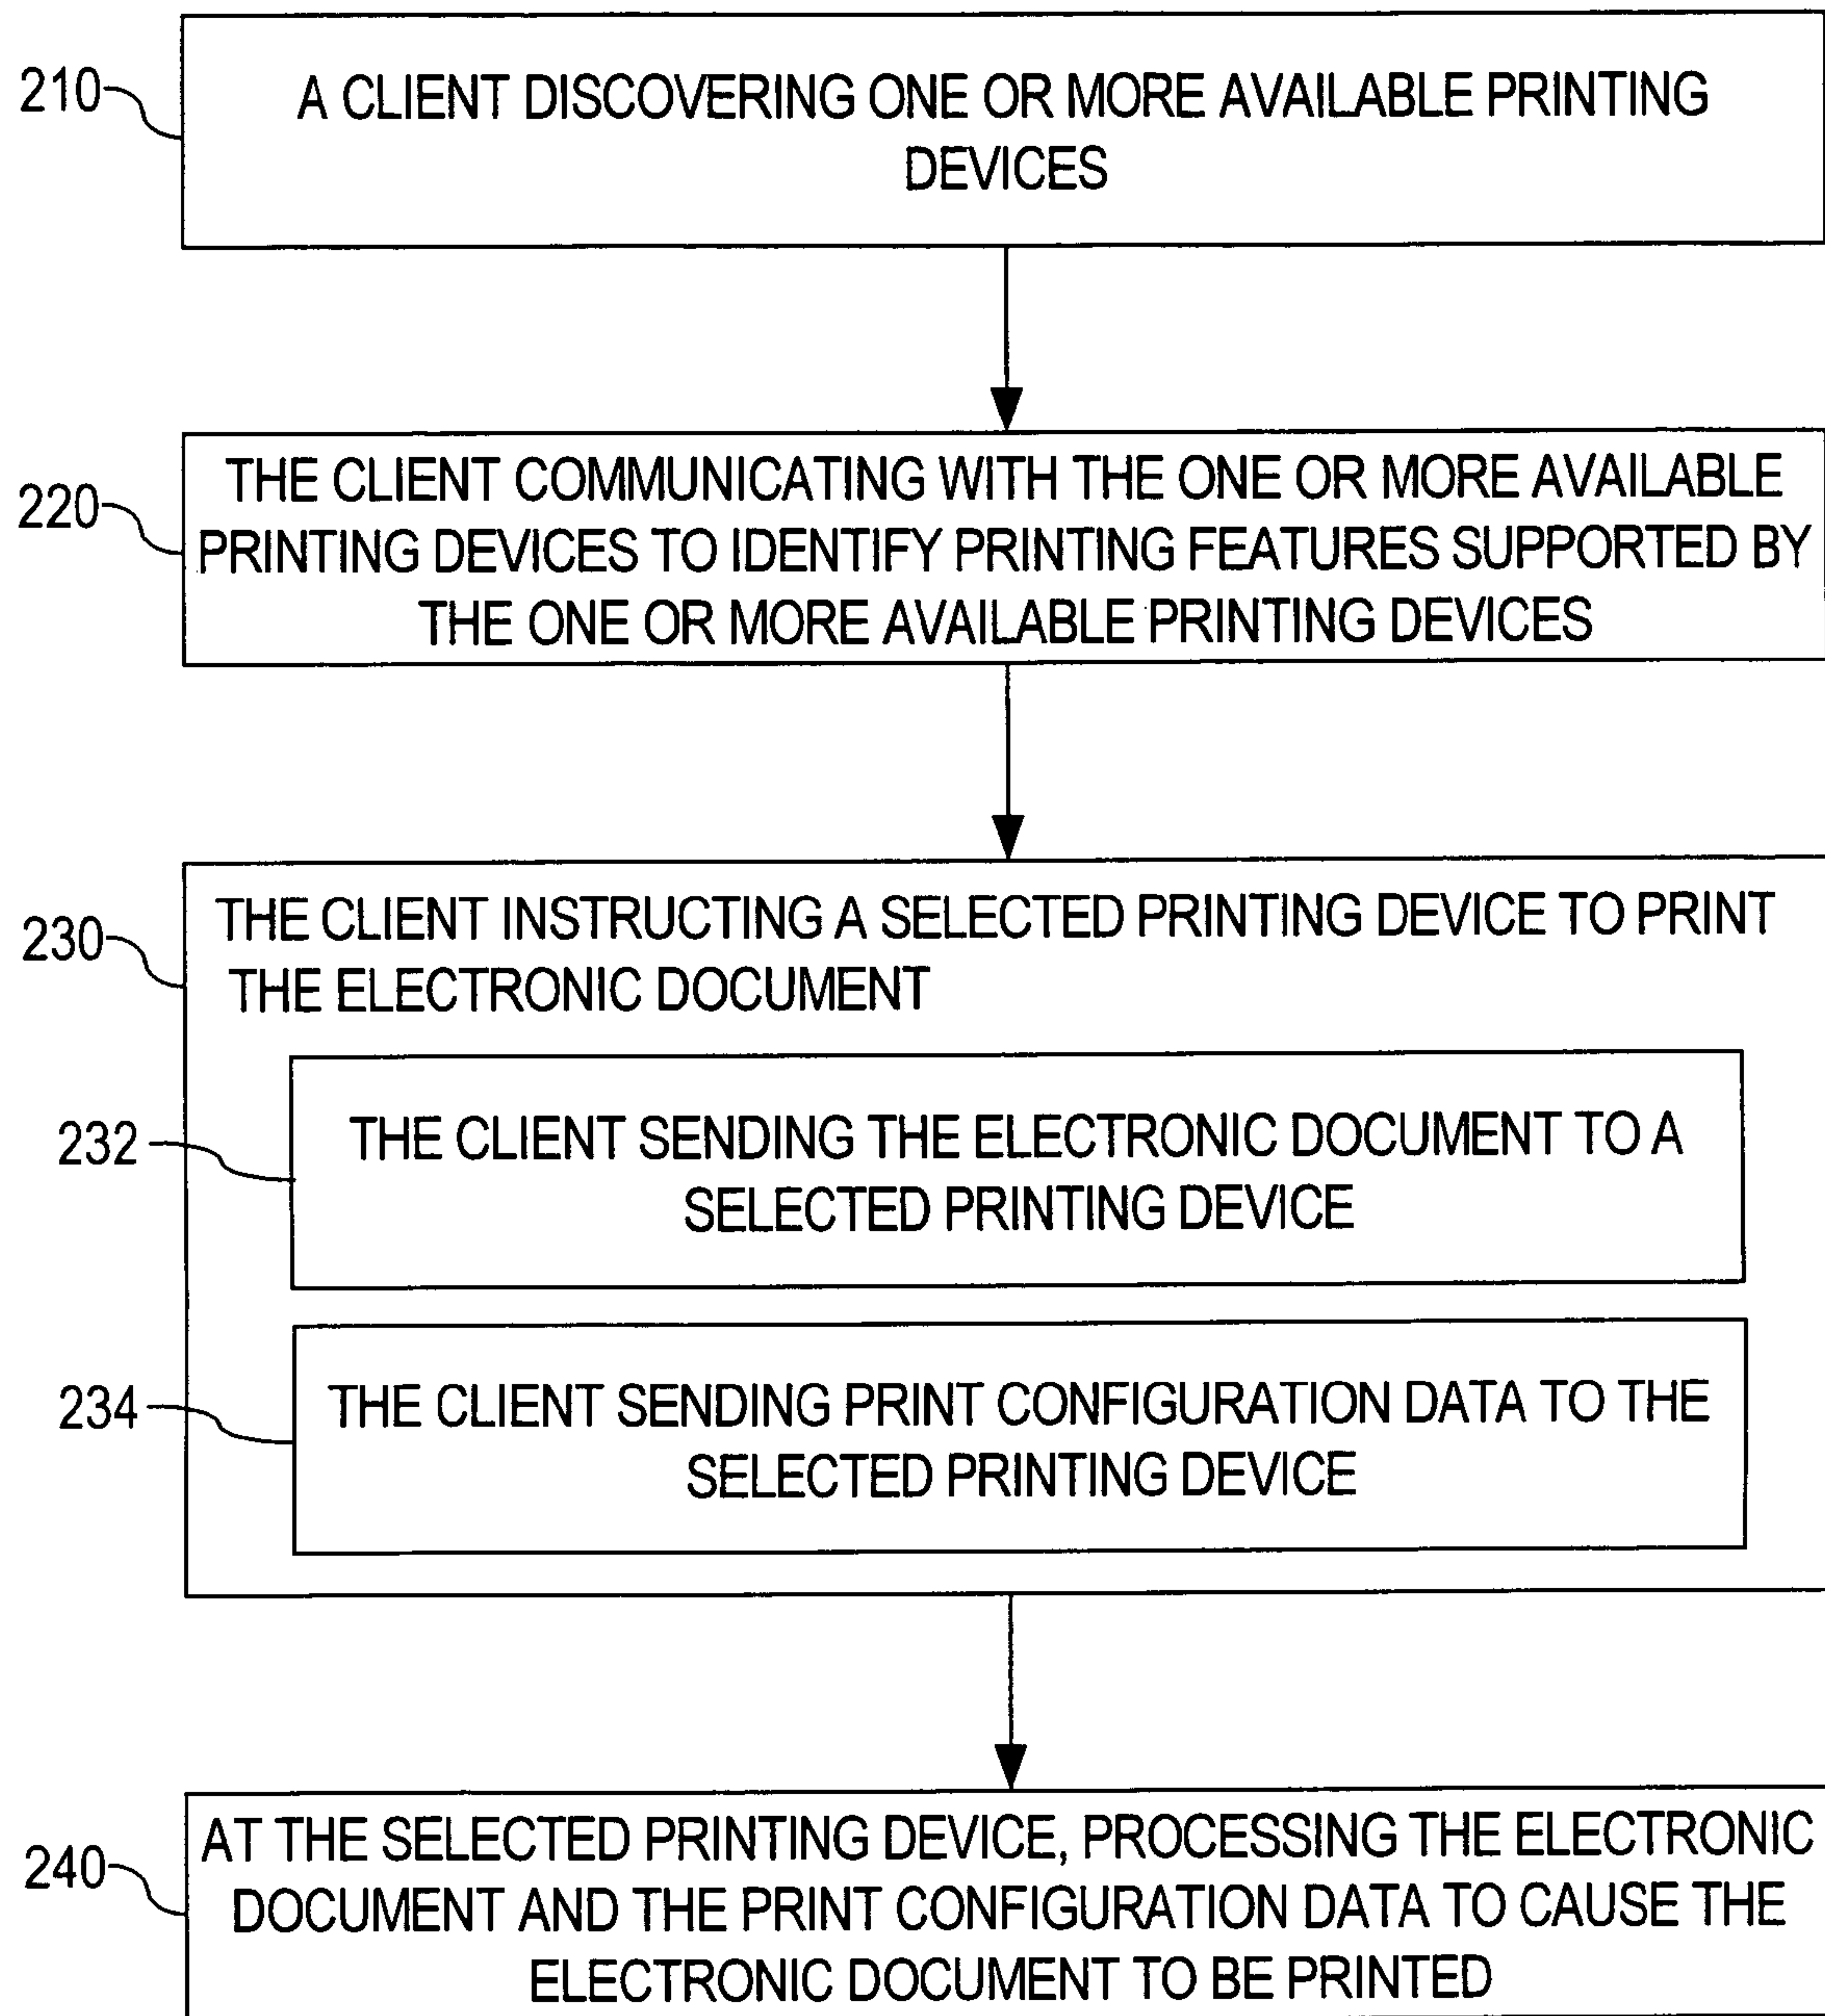 210
A CLIENT DISCOVERING ONE OR MORE AVAILABLE PRINTING
DEVICES
220
THE CLIENT COMMUNICATING WITH THE ONE OR MORE AVAILABLE
PRINTING DEVICES TO IDENTIFY PRINTING FEATURES SUPPORTED BY
THE ONE OR MORE AVAILABLE PRINTING DEVICES
230
THE CLIENT INSTRUCTING A SELECTED PRINTING DEVICE TO PRINT
THE ELECTRONIC DOCUMENT
232
THE CLIENT SENDING THE ELECTRONIC DOCUMENT TO A
SELECTED PRINTING DEVICE
234
THE CLIENT SENDING PRINT CONFIGURATION DATA TO THE
SELECTED PRINTING DEVICE
240
AT THE SELECTED PRINTING DEVICE, PROCESSING THE ELECTRONIC
DOCUMENT AND THE PRINT CONFIGURATION DATA TO CAUSE THE
ELECTRONIC DOCUMENT TO BE PRINTED